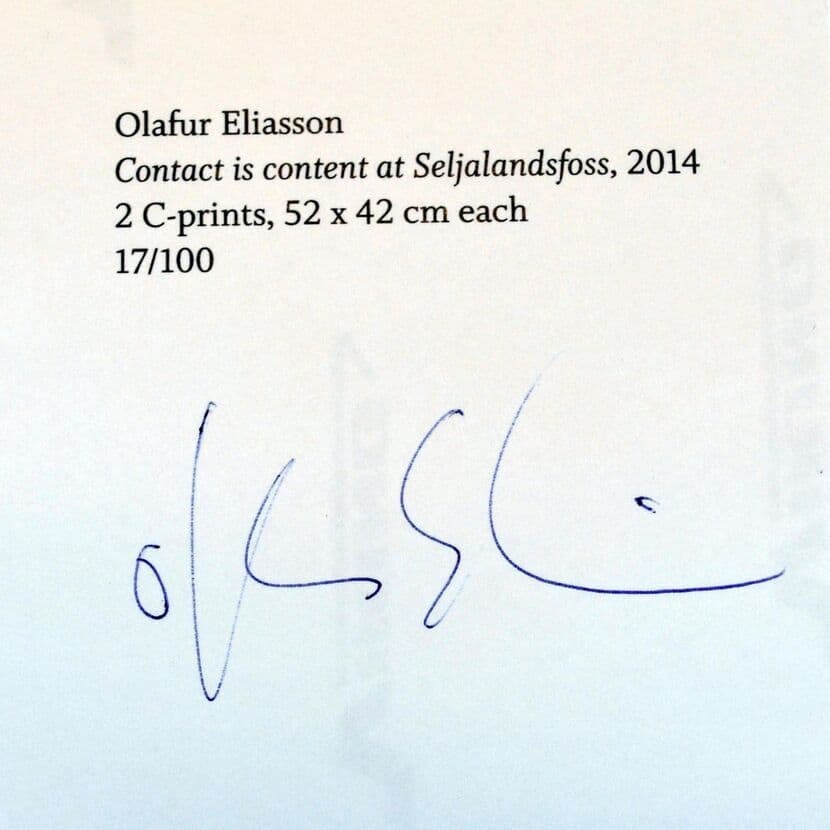 Olafur Eliasson
Contact is content at Seljalandsfoss, 2014
2 C-prints, 52 x 42 cm each
17/100